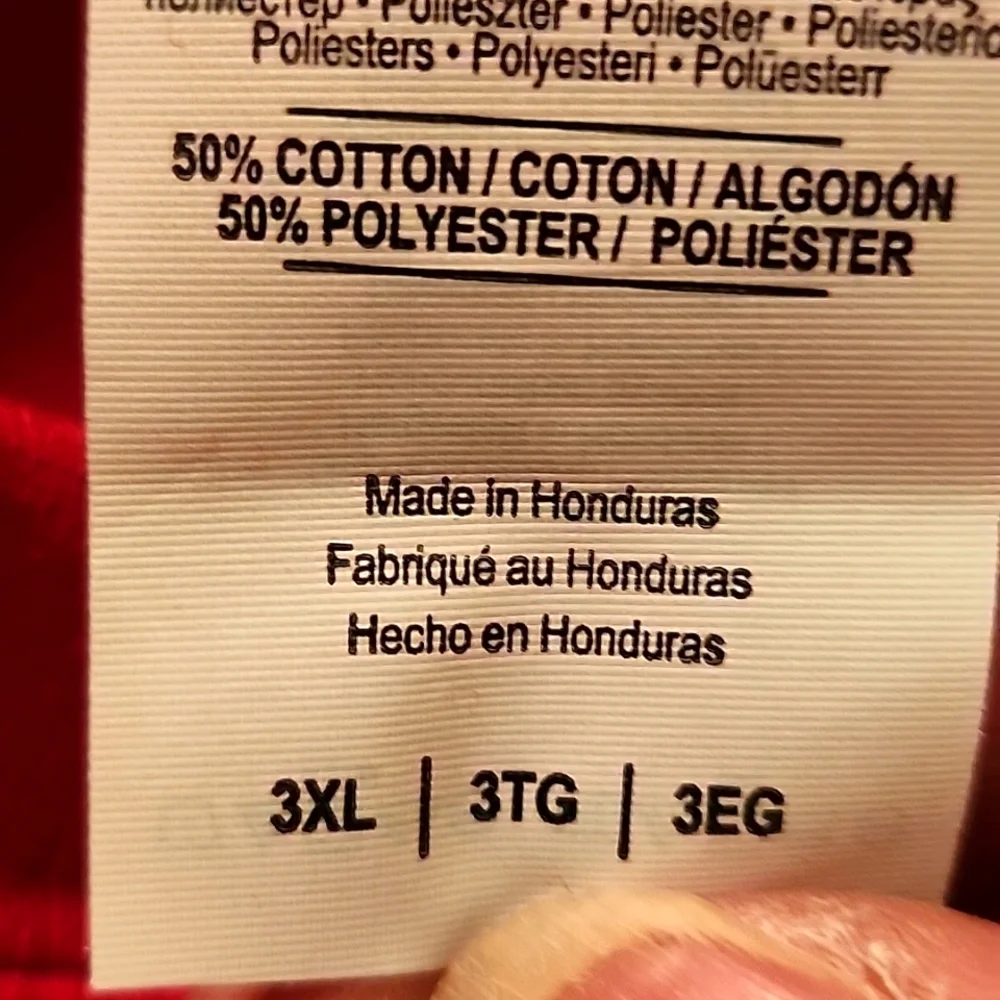 • Polieszter • Poliester •
Poliesters • Polyesteri • Polüesterr
50% COTTON / COTON / ALGODÓN
50% POLYESTER / POLIÉSTER
Made in Honduras
Fabriqué au Honduras
Hecho en Honduras
3XL | 3TG | 3EG